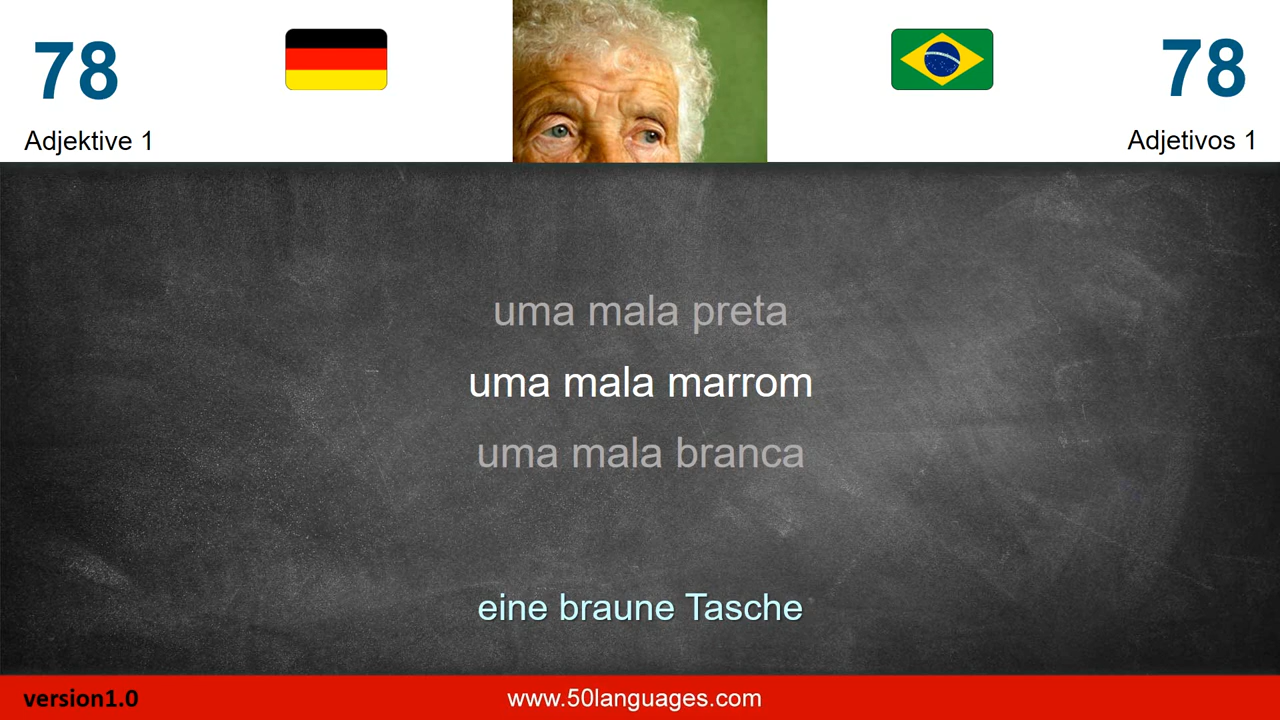 78
78
Adjektive 1
Adjetivos 1
uma mala preta
uma mala marrom
uma mala branca
eine braune Tasche
version1.0
www.50languages.com